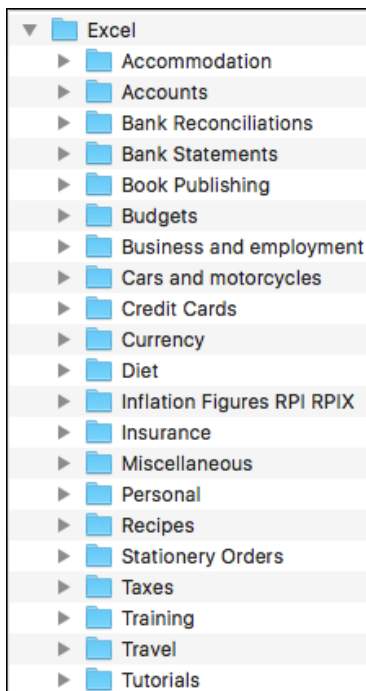 Excel
Accommodation
Accounts
Bank Reconciliations
Bank Statements
Book Publishing
Budgets
Business and employment
Cars and motorcycles
Credit Cards
Currency
Diet
Inflation Figures RPI RPIX
Insurance
Miscellaneous
Personal
Recipes
Stationery Orders
Taxes
Training
Travel
Tutorials